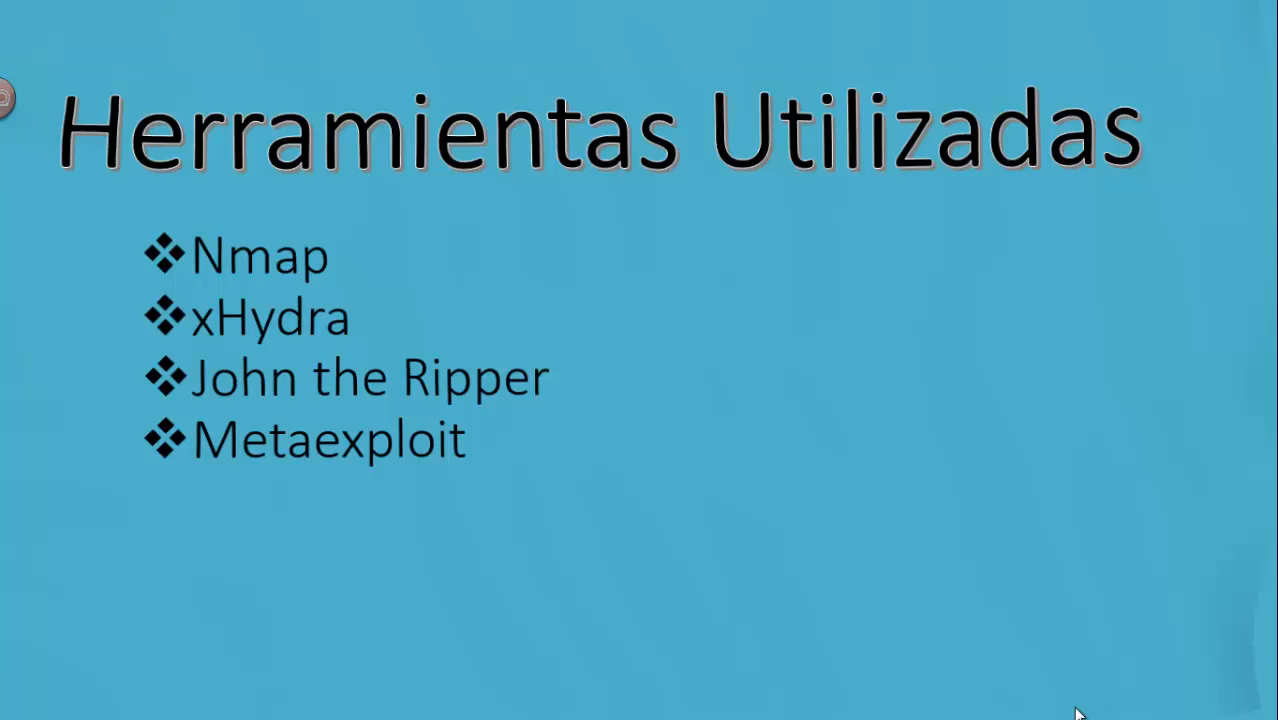 Herramientas Utilizadas
❖Nmap
❖xHydra
❖John the Ripper
❖Metaexploit